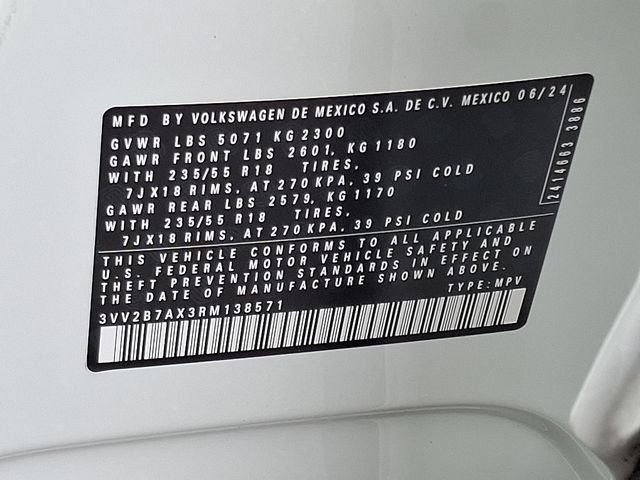 MFD BY VOLKSWAGEN DE MEXICO S.A. DE C.V. MEXICO 06/24
GVWR LBS 5071 KG 2300
GAWR FRONT LBS 2601, KG 1180
WITH 235/55 R18 TIRES,
7JX18 RIMS, AT 270 KPA, 39 PSI COLD
GAWR REAR LBS 2579, KG 1170
WITH 235/55 R18 TIRES,
7JX18 RIMS, AT 270 KPA, 39 PSI COLD
2414663 3886
THIS VEHICLE CONFORMS TO ALL APPLICABLE
U.S. FEDERAL MOTOR VEHICLE SAFETY AND
THEFT PREVENTION STANDARDS IN EFFECT ON
THE DATE OF MANUFACTURE SHOWN ABOVE.
3VV2B7AX3RM138571 TYPE: MPV